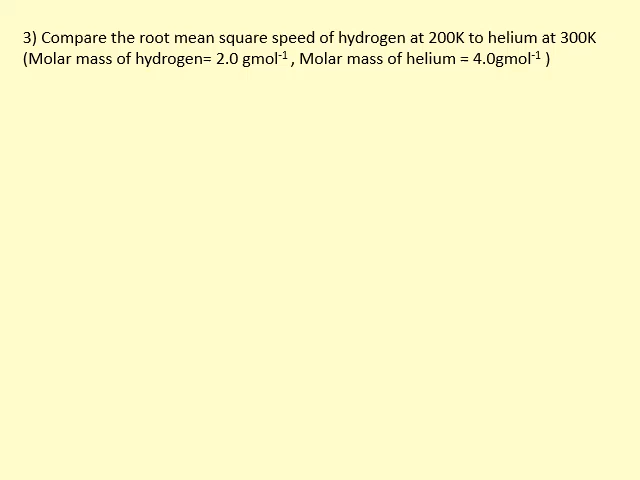 3) Compare the root mean square speed of hydrogen at 200K to helium at 300K
(Molar mass of hydrogen= 2.0 gmol⁻¹ , Molar mass of helium = 4.0gmol⁻¹ )